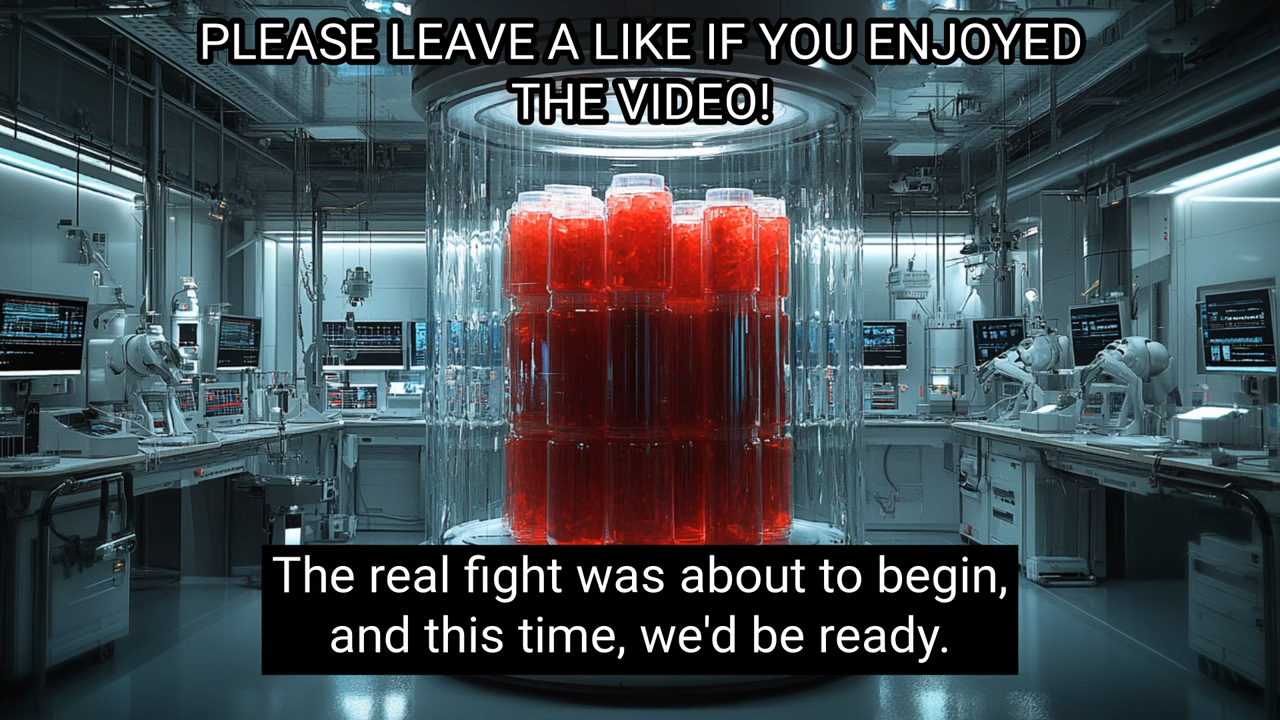 PLEASE LEAVE A LIKE IF YOU ENJOYED
THE VIDEO!
The real fight was about to begin,
and this time, we'd be ready.